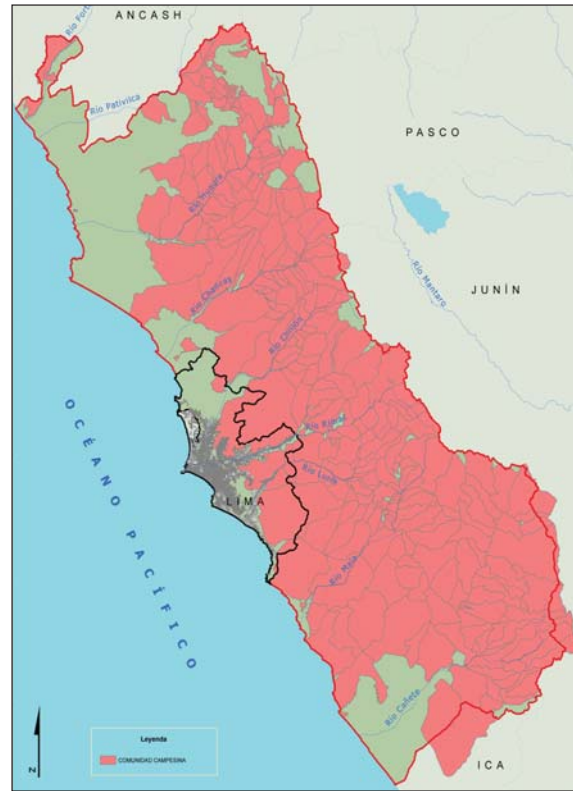 ANCASH
Río Fort
Río Pativilca
PASCO
Río Huaura
Río Mantaro
JUNÍN
Río Chancay
Río Chillón
OCÉANO PACÍFICO
Río Rímac
Río Lurín
LIMA
Río Mala
Río Cañete
Leyenda
COMUNIDAD CAMPESINA
N
ICA